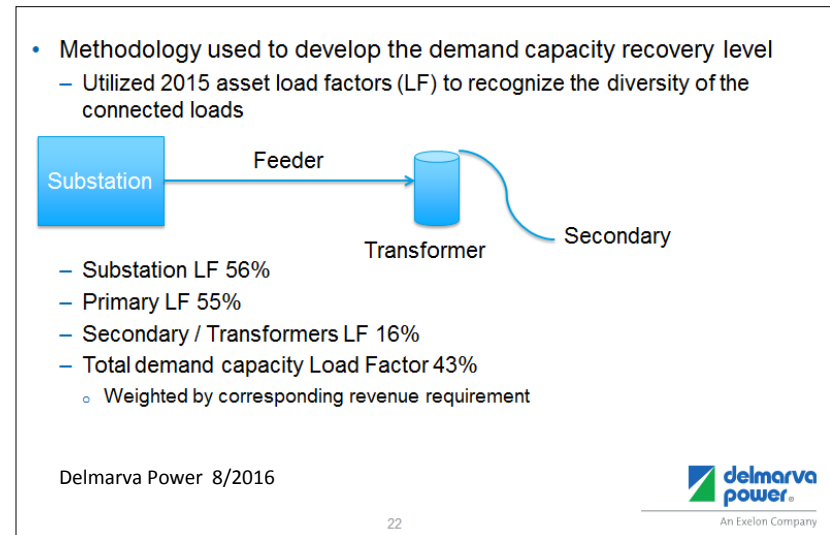 • Methodology used to develop the demand capacity recovery level
– Utilized 2015 asset load factors (LF) to recognize the diversity of the
connected loads
Substation
Feeder
Transformer
Secondary
– Substation LF 56%
– Primary LF 55%
– Secondary / Transformers LF 16%
– Total demand capacity Load Factor 43%
o Weighted by corresponding revenue requirement
Delmarva Power 8/2016
delmarva
power®
An Exelon Company
22